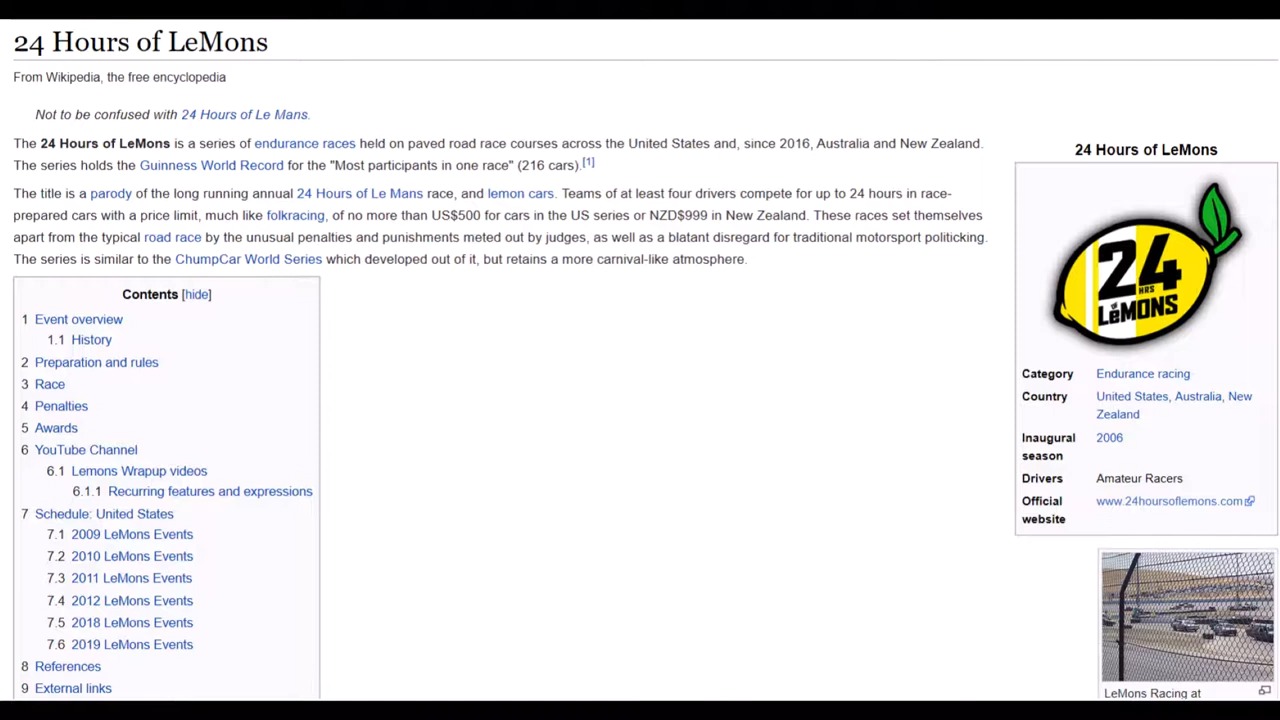 24 Hours of LeMons
From Wikipedia, the free encyclopedia
Not to be confused with 24 Hours of Le Mans.
The 24 Hours of LeMons is a series of endurance races held on paved road race courses across the United States and, since 2016, Australia and New Zealand.
The series holds the Guinness World Record for the "Most participants in one race" (216 cars).[1]
The title is a parody of the long running annual 24 Hours of Le Mans race, and lemon cars. Teams of at least four drivers compete for up to 24 hours in race-
prepared cars with a price limit, much like folkracing, of no more than US$500 for cars in the US series or NZD$999 in New Zealand. These races set themselves
apart from the typical road race by the unusual penalties and punishments meted out by judges, as well as a blatant disregard for traditional motorsport politicking.
The series is similar to the ChumpCar World Series which developed out of it, but retains a more carnival-like atmosphere.
Contents [hide]
1 Event overview
1.1 History
2 Preparation and rules
3 Race
4 Penalties
5 Awards
6 YouTube Channel
6.1 Lemons Wrapup videos
6.1.1 Recurring features and expressions
7 Schedule: United States
7.1 2009 LeMons Events
7.2 2010 LeMons Events
7.3 2011 LeMons Events
7.4 2012 LeMons Events
7.5 2018 LeMons Events
7.6 2019 LeMons Events
8 References
9 External links
24 Hours of LeMons
24
HRS
OF
LeMONS
Category Endurance racing
Country United States, Australia, New
Zealand
Inaugural 2006
season
Drivers Amateur Racers
Official www.24hoursoflemons.com
website
LeMons Racing at